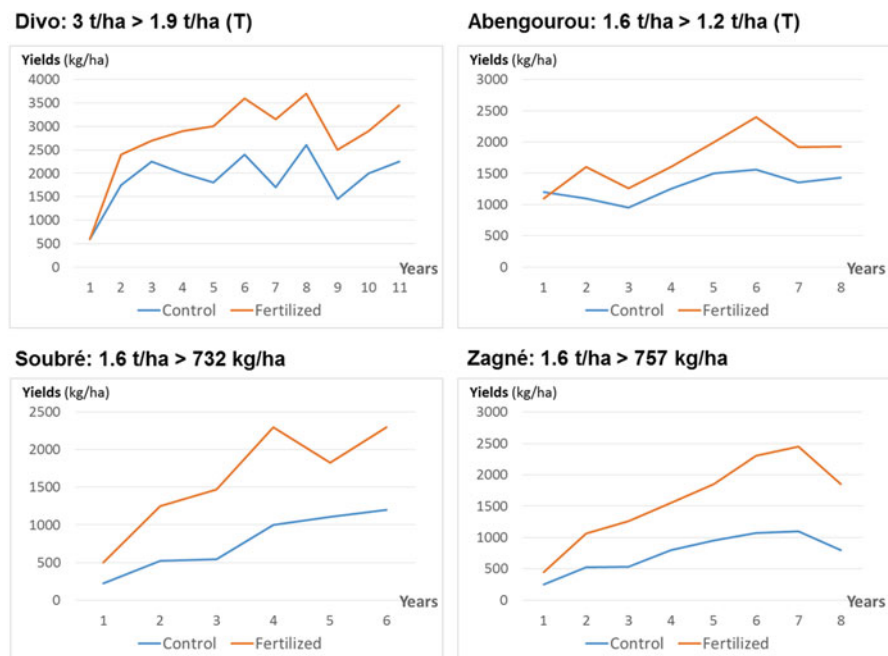 Divo: 3 t/ha > 1.9 t/ha (T)
Yields (kg/ha)
4000
3500
3000
2500
2000
1500
1000
500
0
Years
1 2 3 4 5 6 7 8 9 10 11
Control Fertilized
Abengourou: 1.6 t/ha > 1.2 t/ha (T)
Yields (kg/ha)
3000
2500
2000
1500
1000
500
0
Years
1 2 3 4 5 6 7 8
Control Fertilized
Soubré: 1.6 t/ha > 732 kg/ha
Yields (kg/ha)
2500
2000
1500
1000
500
0
Years
1 2 3 4 5 6
Control Fertilized
Zagné: 1.6 t/ha > 757 kg/ha
Yields (kg/ha)
3000
2500
2000
1500
1000
500
0
Years
1 2 3 4 5 6 7 8
Control Fertilized